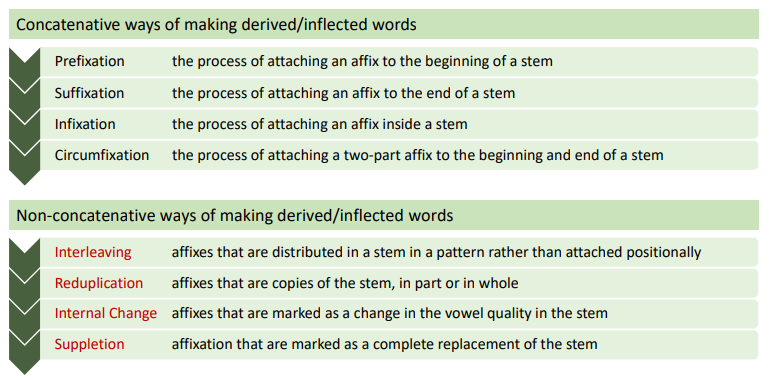 Concatenative ways of making derived/inflected words
Prefixation the process of attaching an affix to the beginning of a stem
Suffixation the process of attaching an affix to the end of a stem
Infixation the process of attaching an affix inside a stem
Circumfixation the process of attaching a two-part affix to the beginning and end of a stem
Non-concatenative ways of making derived/inflected words
Interleaving affixes that are distributed in a stem in a pattern rather than attached positionally
Reduplication affixes that are copies of the stem, in part or in whole
Internal Change affixes that are marked as a change in the vowel quality in the stem
Suppletion affixation that are marked as a complete replacement of the stem